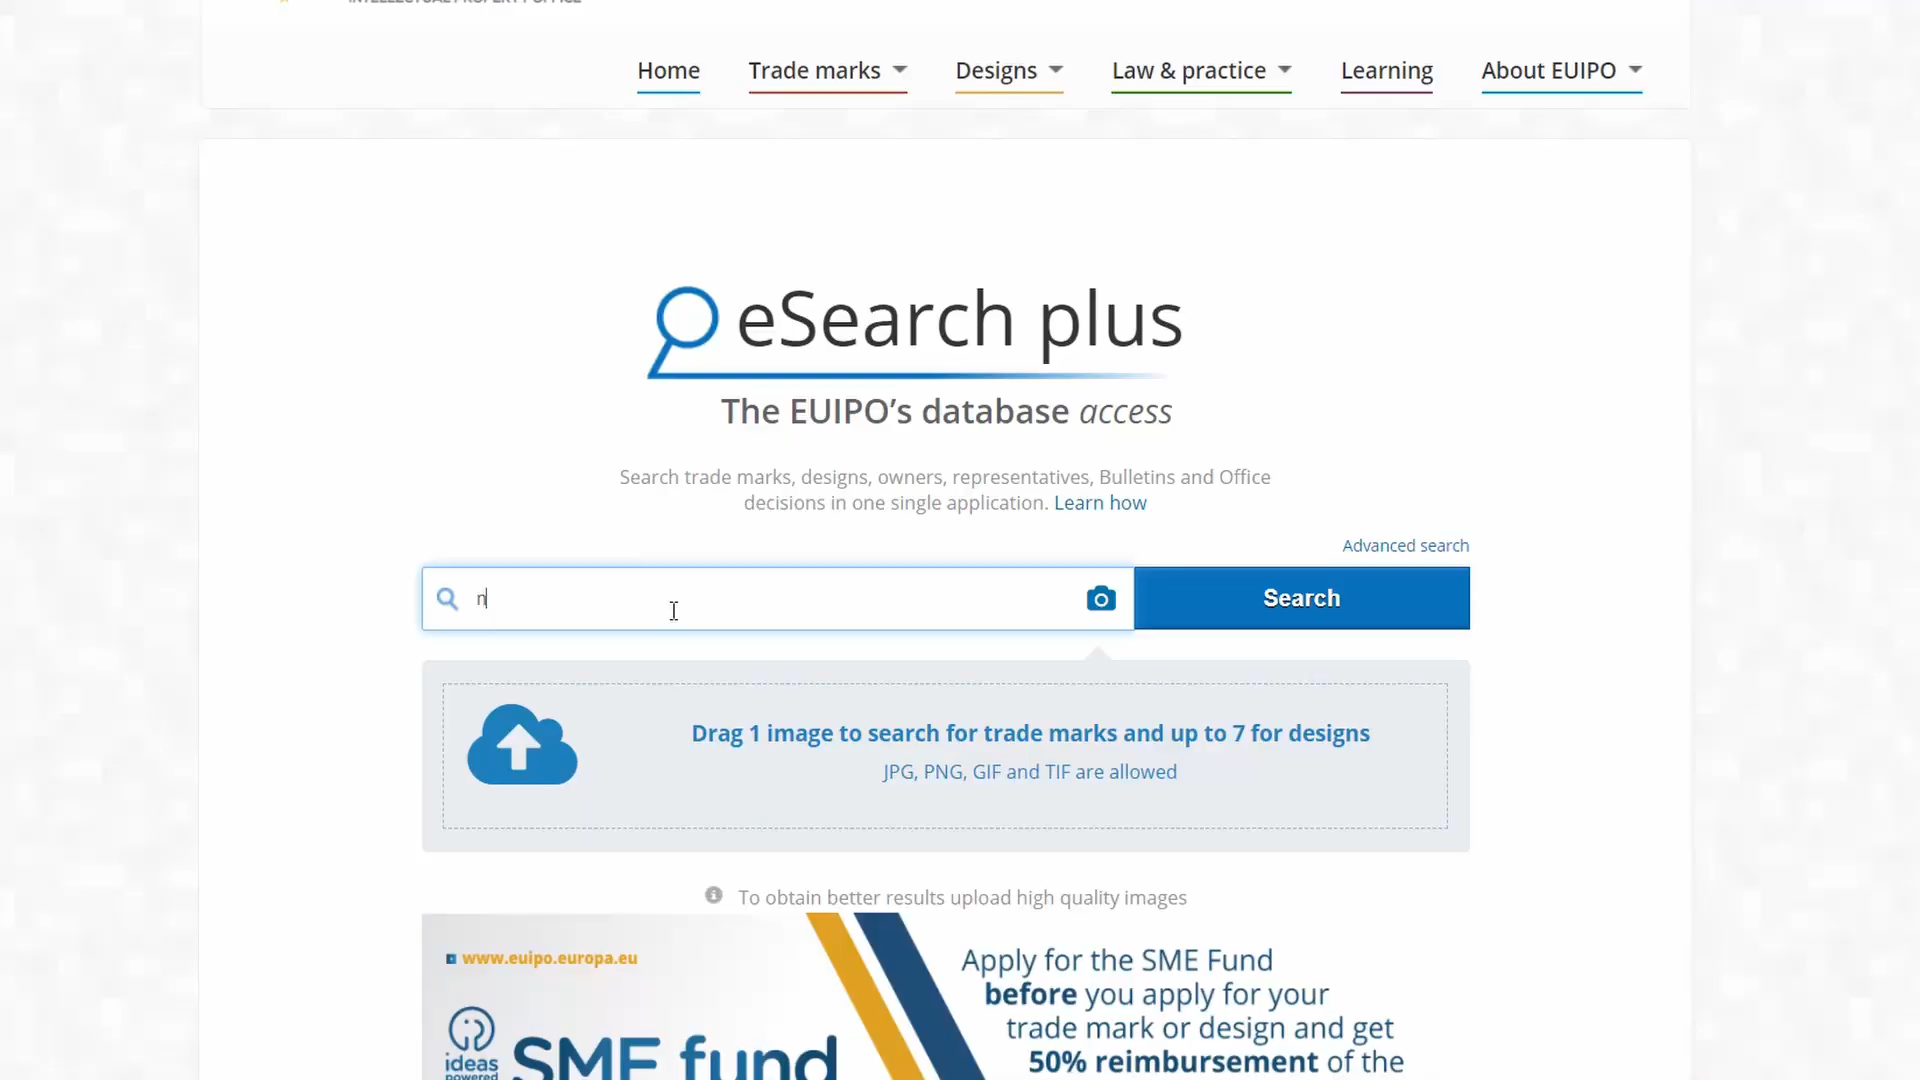 INTELLECTUAL PROPERTY OFFICE
Home Trade marks Designs Law & practice Learning About EUIPO
eSearch plus
The EUIPO’s database access
Search trade marks, designs, owners, representatives, Bulletins and Office
decisions in one single application. Learn how
Advanced search
n
Search
Drag 1 image to search for trade marks and up to 7 for designs
JPG, PNG, GIF and TIF are allowed
To obtain better results upload high quality images
www.euipo.europa.eu
ideas
powered
SME fund
Apply for the SME Fund
before you apply for your
trade mark or design and get
50% reimbursement of the